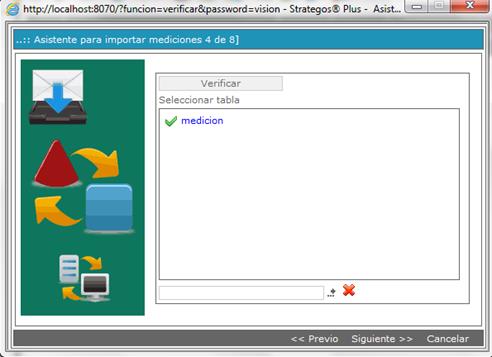 http://localhost:8070/?funcion=verificar&password=vision - Strategos® Plus - Asist...
..:: Asistente para importar mediciones 4 de 8]
Verificar
Seleccionar tabla
medicion
<< Previo Siguiente >> Cancelar